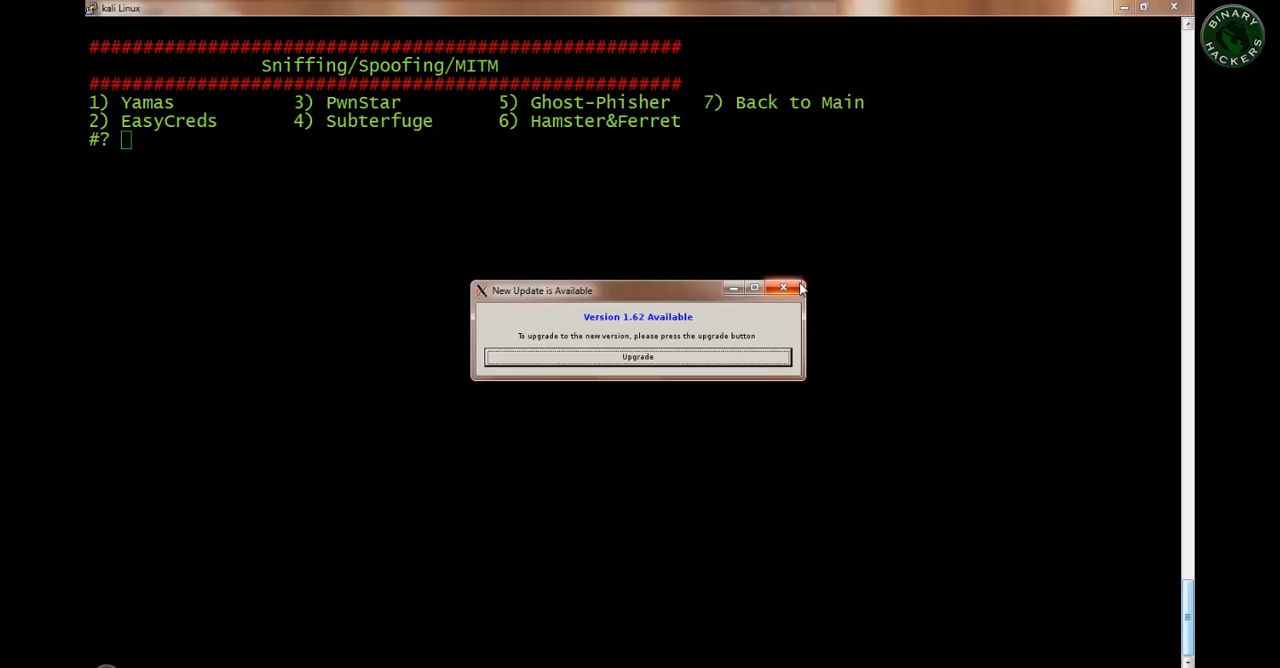 kali Linux
BINARY
HACKERS
#######################################################
Sniffing/Spoofing/MITM
#######################################################
1) Yamas 3) PwnStar 5) Ghost-Phisher 7) Back to Main
2) EasyCreds 4) Subterfuge 6) Hamster&Ferret
#?
New Update is Available
Version 1.62 Available
To upgrade to the new version, please press the upgrade button
Upgrade